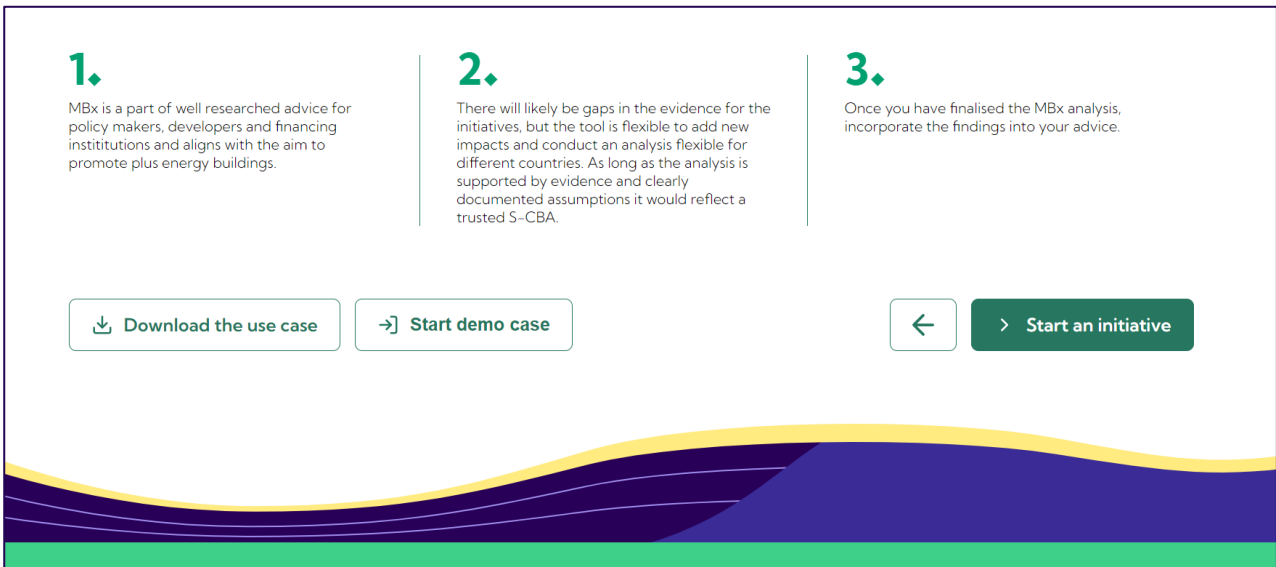 1.
MBx is a part of well researched advice for
policy makers, developers and financing
instititutions and aligns with the aim to
promote plus energy buildings.
2.
There will likely be gaps in the evidence for the
initiatives, but the tool is flexible to add new
impacts and conduct an analysis flexible for
different countries. As long as the analysis is
supported by evidence and clearly
documented assumptions it would reflect a
trusted S-CBA.
3.
Once you have finalised the MBx analysis,
incorporate the findings into your advice.
Download the use case
Start demo case
Start an initiative